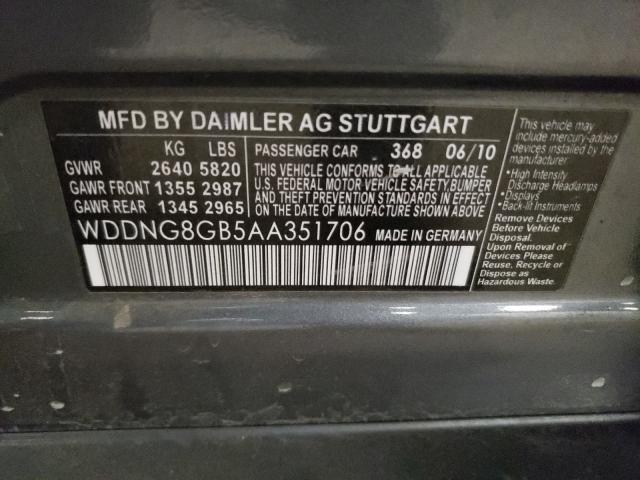 MFD BY DAIMLER AG STUTTGART
KG LBS
GVWR 2640 5820
GAWR FRONT 1355 2987
GAWR REAR 1345 2965
PASSENGER CAR 368 06/10
THIS VEHICLE CONFORMS TO ALL APPLICABLE
U.S. FEDERAL MOTOR VEHICLE SAFETY, BUMPER
AND THEFT PREVENTION STANDARDS IN EFFECT
ON DATE OF MANUFACTURE SHOWN ABOVE
WDDNG8GB5AA351706 MADE IN GERMANY
This vehicle may
include mercury-added
devices installed by the
manufacturer:
•High Intensity
Discharge Headlamps
•Displays
•Back-lit Instruments
Remove Devices
Before Vehicle
Disposal.
Upon Removal of
Devices Please
Reuse, Recycle or
Dispose as
Hazardous Waste.